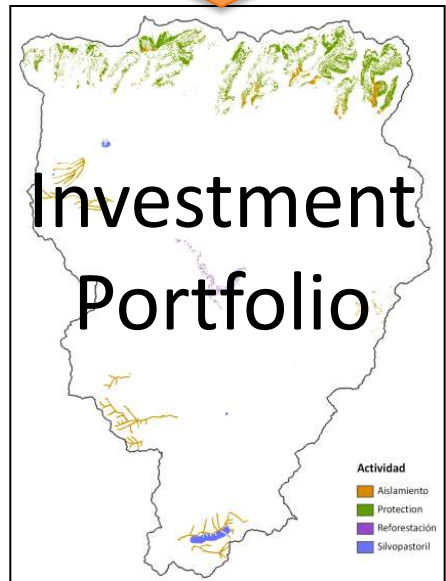 Investment
Portfolio
Actividad
Aislamiento
Protection
Reforestación
Silvopastoril